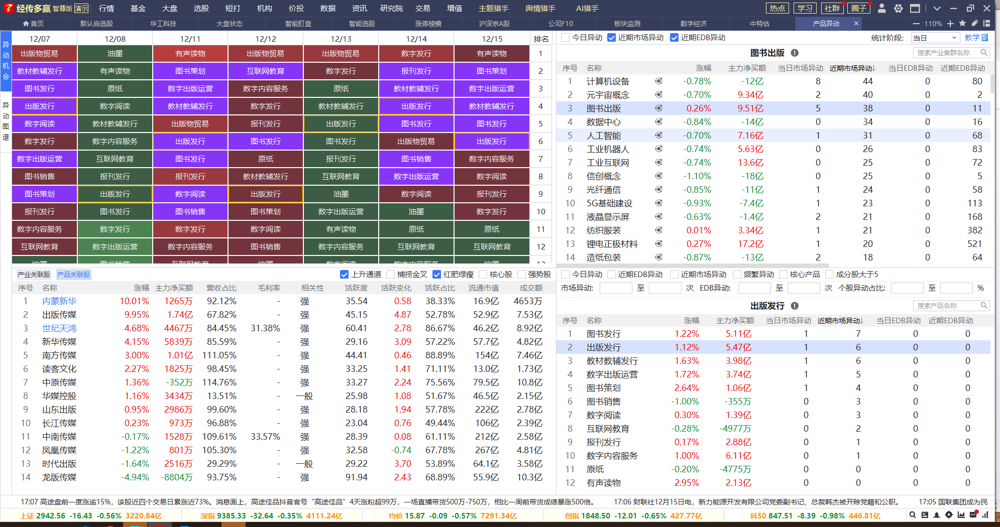 经传多赢 智尊版 演示 行情 基金 大盘 选股 短打 机构 价投 数据 资讯 研究院 交易 增值 主题猎手 舆情猎手 AI猎手 热点 学习 社群 圈子
首页 默认自选股 华工科技 大盘状态 智能盯盘 智能选股 涨停棱镜 沪深京A股 公司F10 板块监测 数字经济 中特估 产品异动 110%
异动机会
异动图谱
12/07 12/08 12/11 12/12 12/13 12/14 12/15 排名
出版物贸易 油墨 有声读物 出版物贸易 出版物贸易 数字发行 有声读物 1
教材教辅发行 有声读物 图书策划 互联网教育 数字发行 报刊发行 图书策划 2
图书发行 原纸 数字出版运营 数字内容服务 原纸 教材教辅发行 数字出版运营 3
出版发行 数字阅读 教材教辅发行 数字发行 教材教辅发行 出版发行 教材教辅发行 4
数字阅读 教材教辅发行 出版物贸易 报刊发行 出版发行 图书发行 图书发行 5
数字发行 数字内容服务 出版发行 图书发行 图书发行 出版物贸易 出版发行 6
数字出版运营 互联网教育 图书发行 原纸 报刊发行 图书销售 数字内容服务 7
图书销售 报刊发行 报刊发行 教材教辅发行 互联网教育 数字出版运营 数字阅读 8
图书策划 出版发行 数字阅读 出版发行 油墨 数字阅读 报刊发行 9
报刊发行 图书发行 图书销售 图书策划 数字出版运营 油墨 数字发行 10
数字内容服务 数字发行 数字发行 数字阅读 有声读物 原纸 原纸 11
互联网教育 数字出版运营 数字内容服务 图书销售 数字内容服务 互联网教育 互联网教育 12
油墨 图书销售 互联网教育 油墨 数字阅读 数字内容服务 油墨 13
今日异动 近期市场异动 近期EDB异动 统计阶段: 当日 教学
图书出版 搜索产业集群名称
序号 名称 涨幅 主力净买额 当日市场异动 近期市场异动↓ 当日EDB异动 近期EDB异动
1 计算机设备 -0.78% -12亿 8 44 0 80
2 元宇宙概念 -0.70% 9.34亿 2 40 0 2
3 图书出版 0.26% 9.51亿 5 38 0 11
4 数据中心 -0.84% -14亿 0 34 0 16
5 人工智能 -0.70% 7.16亿 1 31 0 68
6 工业机器人 -0.74% 5.63亿 0 26 0 83
7 工业互联网 -0.74% 13.6亿 0 25 0 72
8 信创概念 -1.10% -18亿 0 25 0 5
9 光纤通信 -0.85% -11亿 1 24 0 58
10 5G基础建设 -0.93% -7.4亿 1 23 0 113
11 液晶显示屏 -0.63% -1.4亿 2 21 0 168
12 纺织服装 0.01% 3.34亿 1 21 0 382
13 锂电正极材料 0.27% 17.2亿 1 20 0 521
14 造纸包装 -0.87% -13亿 2 18 0 64
产业关联股 产品关联股 上升通道 捕捞金叉 红肥绿瘦 核心股 强势股
序号 名称 涨幅 主力净买额 营收占比 毛利率 相关性 活跃度 活跃变化 活跃占比 流通市值 成交额
1 内蒙新华 10.01% 1265万 92.12% - 强 35.54 0.58 38.33% 16.9亿 4653万
2 出版传媒 9.95% 1.74亿 67.82% - 强 45.15 4.87 52.78% 52.9亿 7.53亿
3 世纪天鸿 4.68% 4467万 84.45% 31.38% 强 60.41 2.78 86.67% 46.2亿 8.92亿
4 新华传媒 4.15% 5839万 85.59% - 强 29.16 3.09 57.22% 57.7亿 4.82亿
5 南方传媒 3.00% 1.01亿 111.05% - 强 44.41 0.46 88.89% 154亿 7.46亿
6 读客文化 2.27% 1825万 98.45% - 强 33.25 1.41 71.11% 13.0亿 1.73亿
7 中原传媒 1.36% -352万 114.76% - 强 33.27 2.24 75.56% 79.5亿 10.8亿
8 华媒控股 1.16% 3434万 13.51% - 一般 25.98 1.08 51.67% 46.5亿 2.15亿
9 山东出版 0.95% 2986万 99.60% - 强 28.18 1.94 57.78% 222亿 2.78亿
10 长江传媒 0.23% 973万 96.88% - 强 23.04 0.76 49.44% 106亿 2.39亿
11 中南传媒 -0.17% 1528万 109.61% 33.57% 强 28.39 0.08 61.11% 212亿 2.58亿
12 凤凰传媒 -1.22% 801万 105.30% - 强 32.58 -0.74 67.78% 267亿 4.81亿
13 时代出版 -1.64% 2516万 29.29% - 一般 29.22 3.70 53.89% 64.1亿 3.58亿
14 龙版传媒 -4.94% -8804万 93.75% - 强 91.94 2.43 68.89% 55.9亿 10.3亿
今日异动 近期EDB异动 近期市场异动 频繁异动 核心产品 成分股大于5
市场异动: 至 次 EDB异动: 至 次 个股异动占比: 至 %
出版发行 搜索产品名称
序号 名称 涨幅 主力净买额 当日市场异动 近期市场异动↓ 当日EDB异动 近期EDB异动
1 图书发行 1.22% 5.11亿 1 7 0 0
2 出版发行 1.12% 5.47亿 1 6 0 0
3 教材教辅发行 1.63% 3.98亿 1 6 0 0
4 数字出版运营 1.72% 3.74亿 1 5 0 0
5 图书策划 2.64% 1.06亿 1 4 0 0
6 图书销售 -1.00% -355万 0 3 0 0
7 数字阅读 0.30% 1.39亿 0 3 0 0
8 互联网教育 -0.28% -4977万 0 2 0 0
9 报刊发行 0.17% 2.88亿 0 1 0 0
10 数字内容服务 1.00% 6.11亿 0 1 0 0
11 原纸 -0.20% -4775万 0 0 0 0
12 有声读物 2.95% 2.13亿 0 0 0 0
17:07 高途盘前一度涨逾15%，该股近四个交易日累涨近73%。消息面上，高途佳品抖音官号“高途佳品”4天涨粉超99万，一场直播带货500万-750万，相比一周前带货成绩暴涨500倍。 17:06 财联社12月15日电，新力能源开发有限公司党委副书记、总裁韩杰被开除党籍和公职。 17:05 国联集团成为民
上证 2942.56 -16.43 -0.56% 3220.84亿 深指 9385.33 -32.64 -0.35% 4111.24亿 均价 15.87 -0.09 -0.57% 7291.34亿 创指 1848.50 -12.01 -0.65% 427.77亿 科50 847.51 -8.39 -0.98% 446.81亿